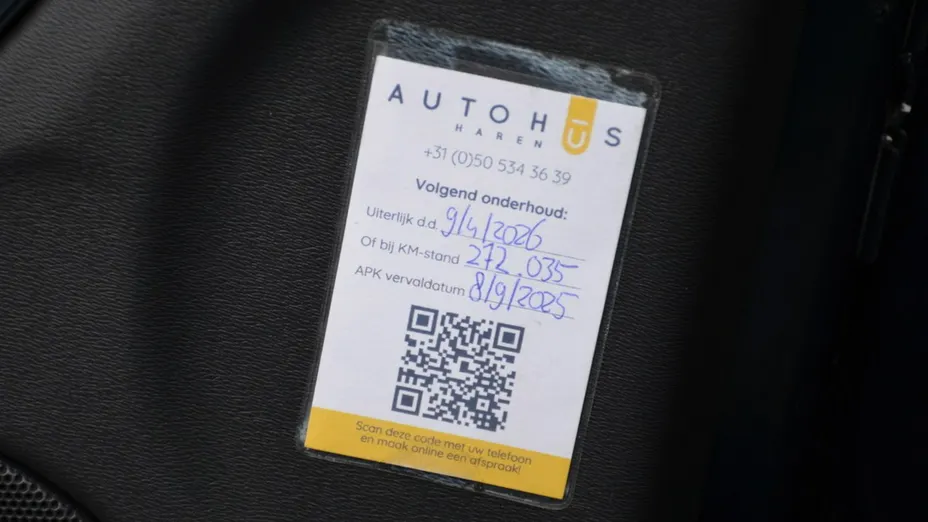 AUTOHŪS
HAREN
+31 (0)50 534 36 39
Volgend onderhoud:
Uiterlijk d.d. 9/4/2026
Of bij KM-stand 272.035
APK vervaldatum 8/9/2025
Scan deze code met uw telefoon
en maak online een afspraak!